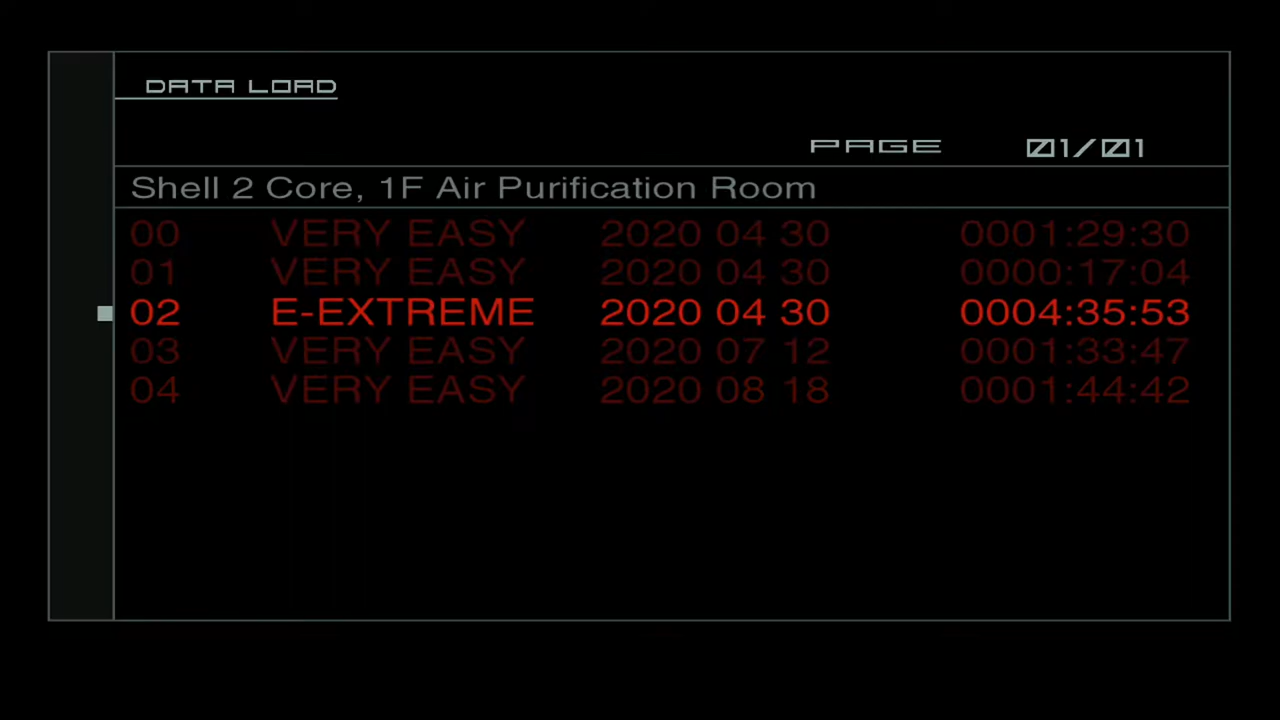 DATA LOAD
PAGE 01/01
Shell 2 Core, 1F Air Purification Room
00 VERY EASY 2020 04 30 0001:29:30
01 VERY EASY 2020 04 30 0000:17:04
02 E-EXTREME 2020 04 30 0004:35:53
03 VERY EASY 2020 07 12 0001:33:47
04 VERY EASY 2020 08 18 0001:44:42